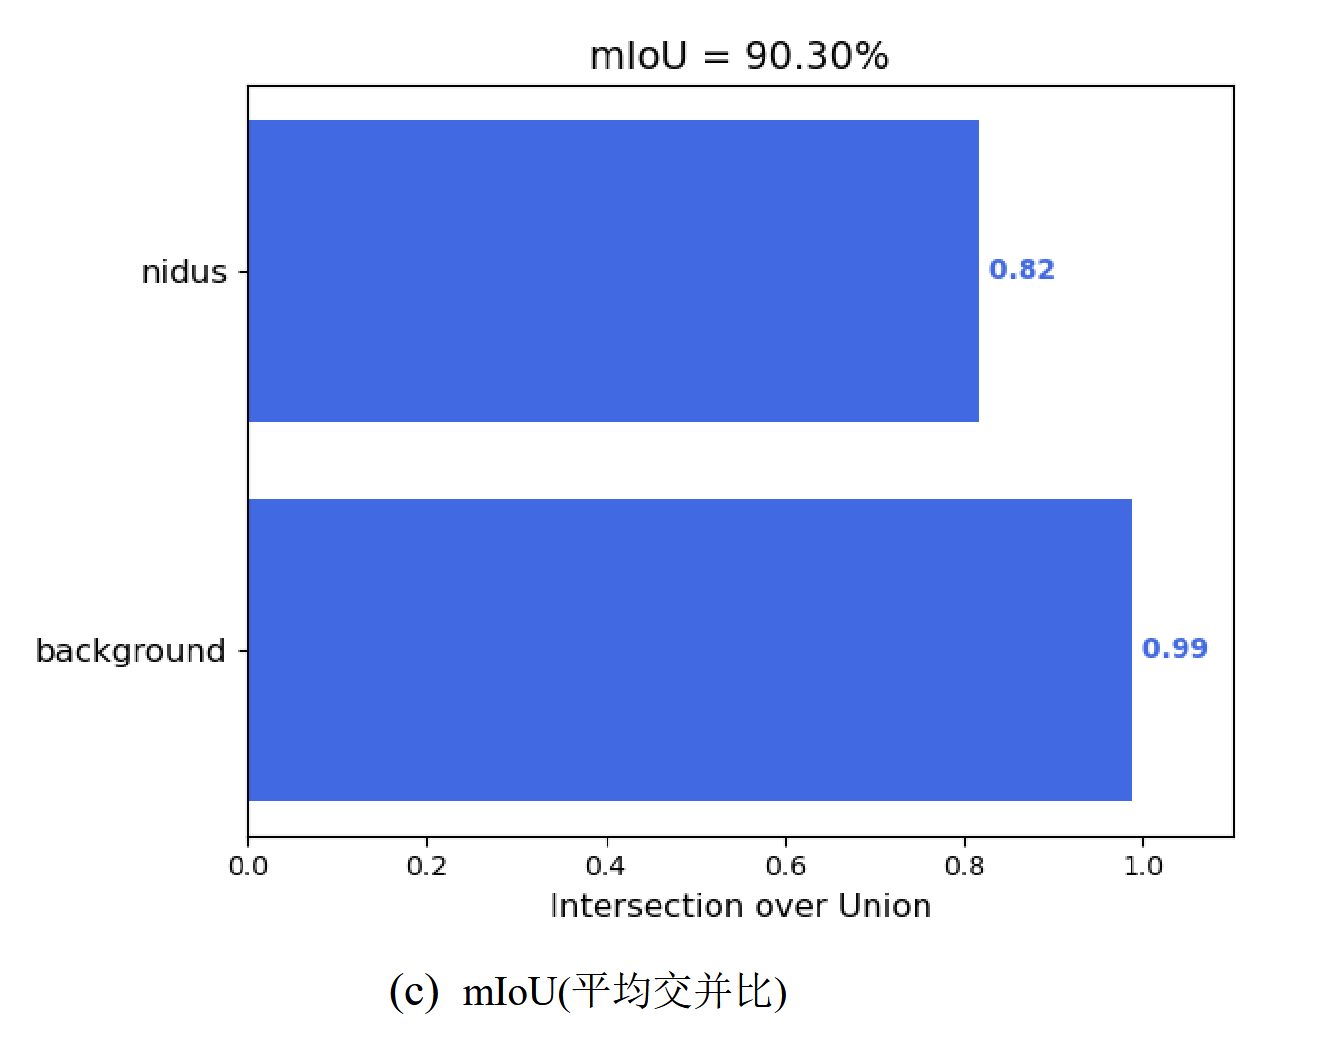 mIoU = 90.30%
nidus
0.82
background
0.99
0.0 0.2 0.4 0.6 0.8 1.0
Intersection over Union
(c) mIoU(平均交并比)